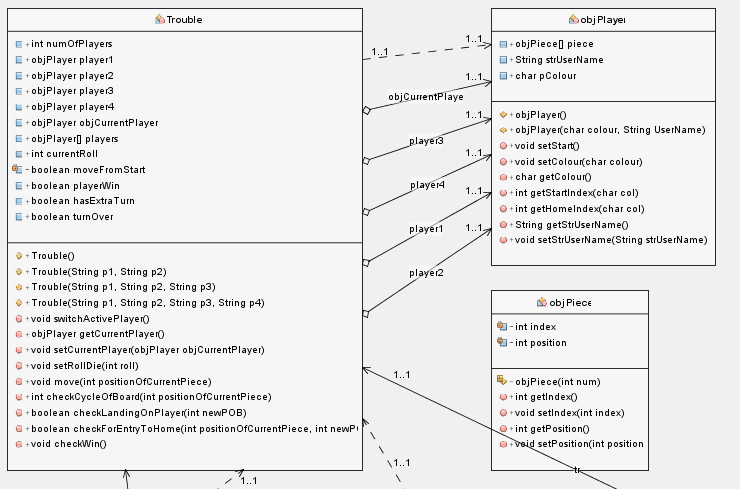 Trouble
+int numOfPlayers
+objPlayer player1
+objPlayer player2
+objPlayer player3
+objPlayer player4
+objPlayer objCurrentPlayer
+objPlayer[] players
+int currentRoll
-boolean moveFromStart
+boolean playerWin
+boolean hasExtraTurn
+boolean turnOver
+Trouble()
+Trouble(String p1, String p2)
+Trouble(String p1, String p2, String p3)
+Trouble(String p1, String p2, String p3, String p4)
+void switchActivePlayer()
+objPlayer getCurrentPlayer()
+void setCurrentPlayer(objPlayer objCurrentPlayer)
+void setRollDie(int roll)
+void move(int positionOfCurrentPiece)
+int checkCycleOfBoard(int positionOfCurrentPiece)
+boolean checkLandingOnPlayer(int newPOB)
+boolean checkForEntryToHome(int positionOfCurrentPiece, int newP
+void checkWin()
1..1
1..1
1..1
objCurrentPlaye
1..1
player3
1..1
player4
1..1
player1
1..1
player2
objPlayer
+objPiece[] piece
+String strUserName
+char pColour
+objPlayer()
+objPlayer(char colour, String UserName)
+void setStart()
+void setColour(char colour)
+char getColour()
+int getStartIndex(char col)
+int getHomeIndex(char col)
+String getStrUserName()
+void setStrUserName(String strUserName)
objPiece
-int index
-int position
-objPiece(int num)
+int getIndex()
+void setIndex(int index)
+int getPosition()
+void setPosition(int position
1..1
1..1
1..1
tr